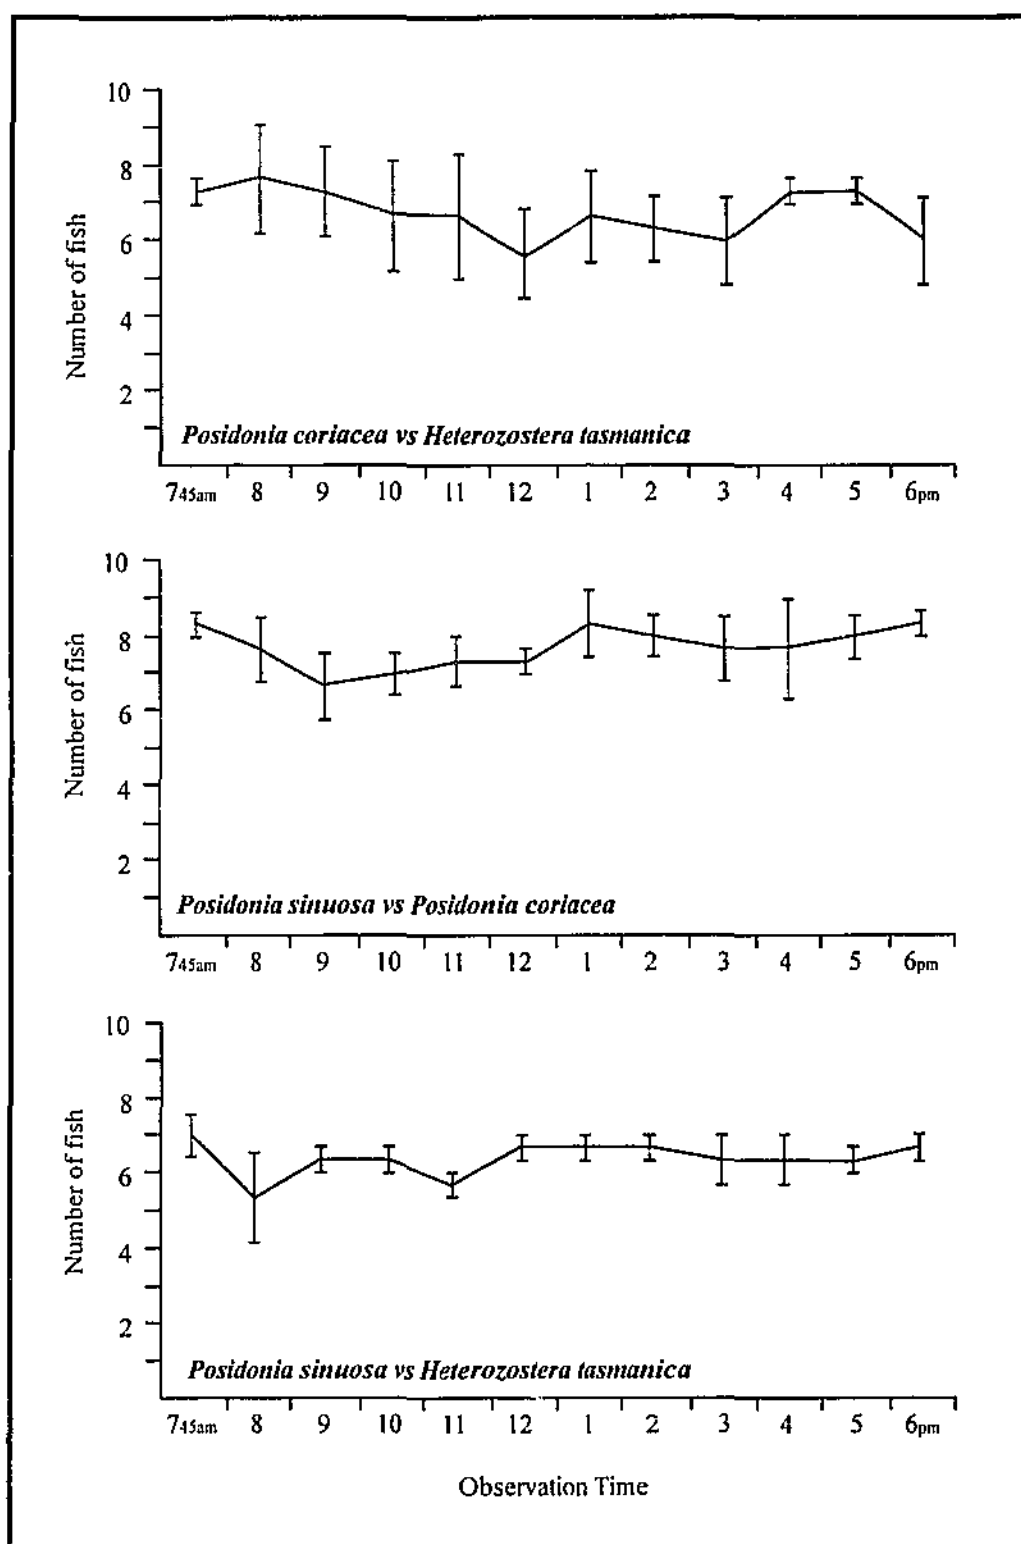 10
8
6
4
2
Number of fish
Posidonia coriacea vs Heterozostera tasmanica
745am 8 9 10 11 12 1 2 3 4 5 6pm
10
8
6
4
2
Number of fish
Posidonia sinuosa vs Posidonia coriacea
745am 8 9 10 11 12 1 2 3 4 5 6pm
10
8
6
4
2
Number of fish
Posidonia sinuosa vs Heterozostera tasmanica
745am 8 9 10 11 12 1 2 3 4 5 6pm
Observation Time